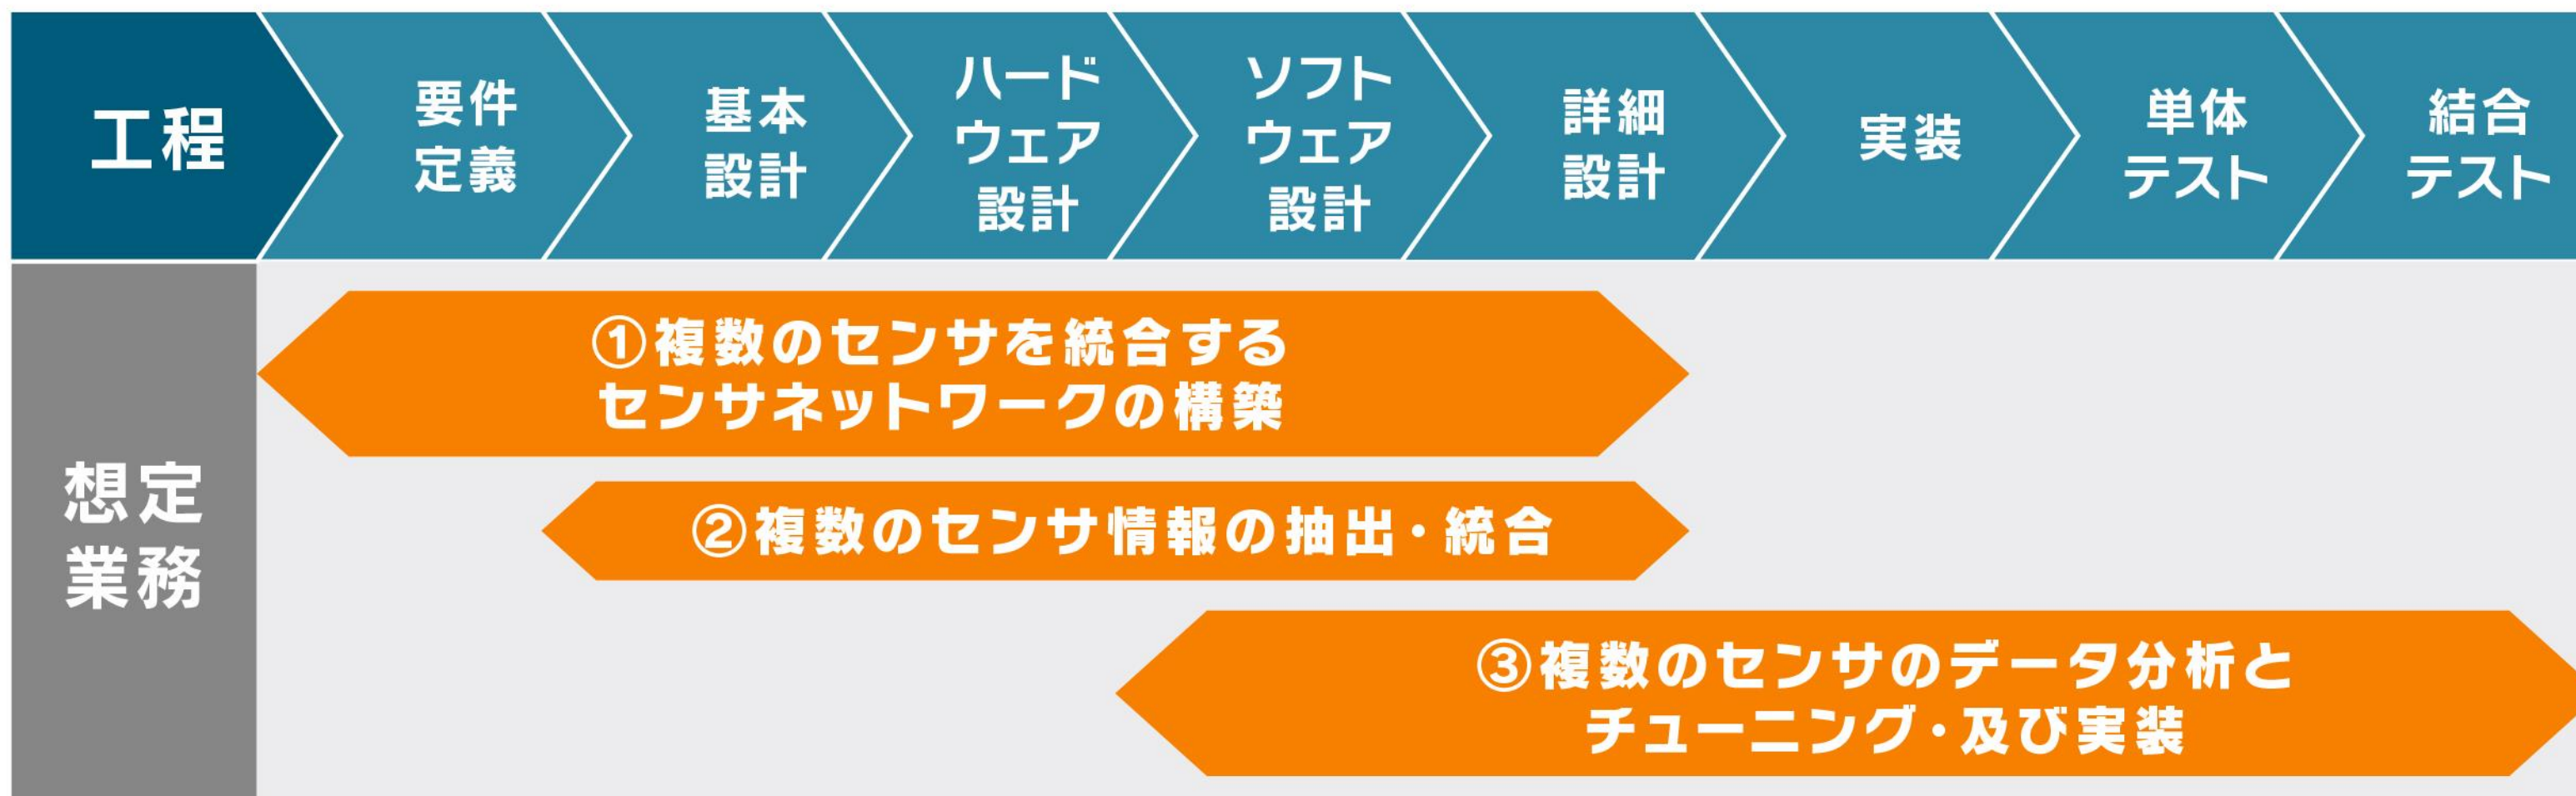 工程
要件
定義
基本
設計
ハード
ウェア
設計
ソフト
ウェア
設計
詳細
設計
実装
単体
テスト
結合
テスト
想定
業務
①複数のセンサを統合する
センサネットワークの構築
②複数のセンサ情報の抽出・統合
③複数のセンサのデータ分析と
チューニング・及び実装